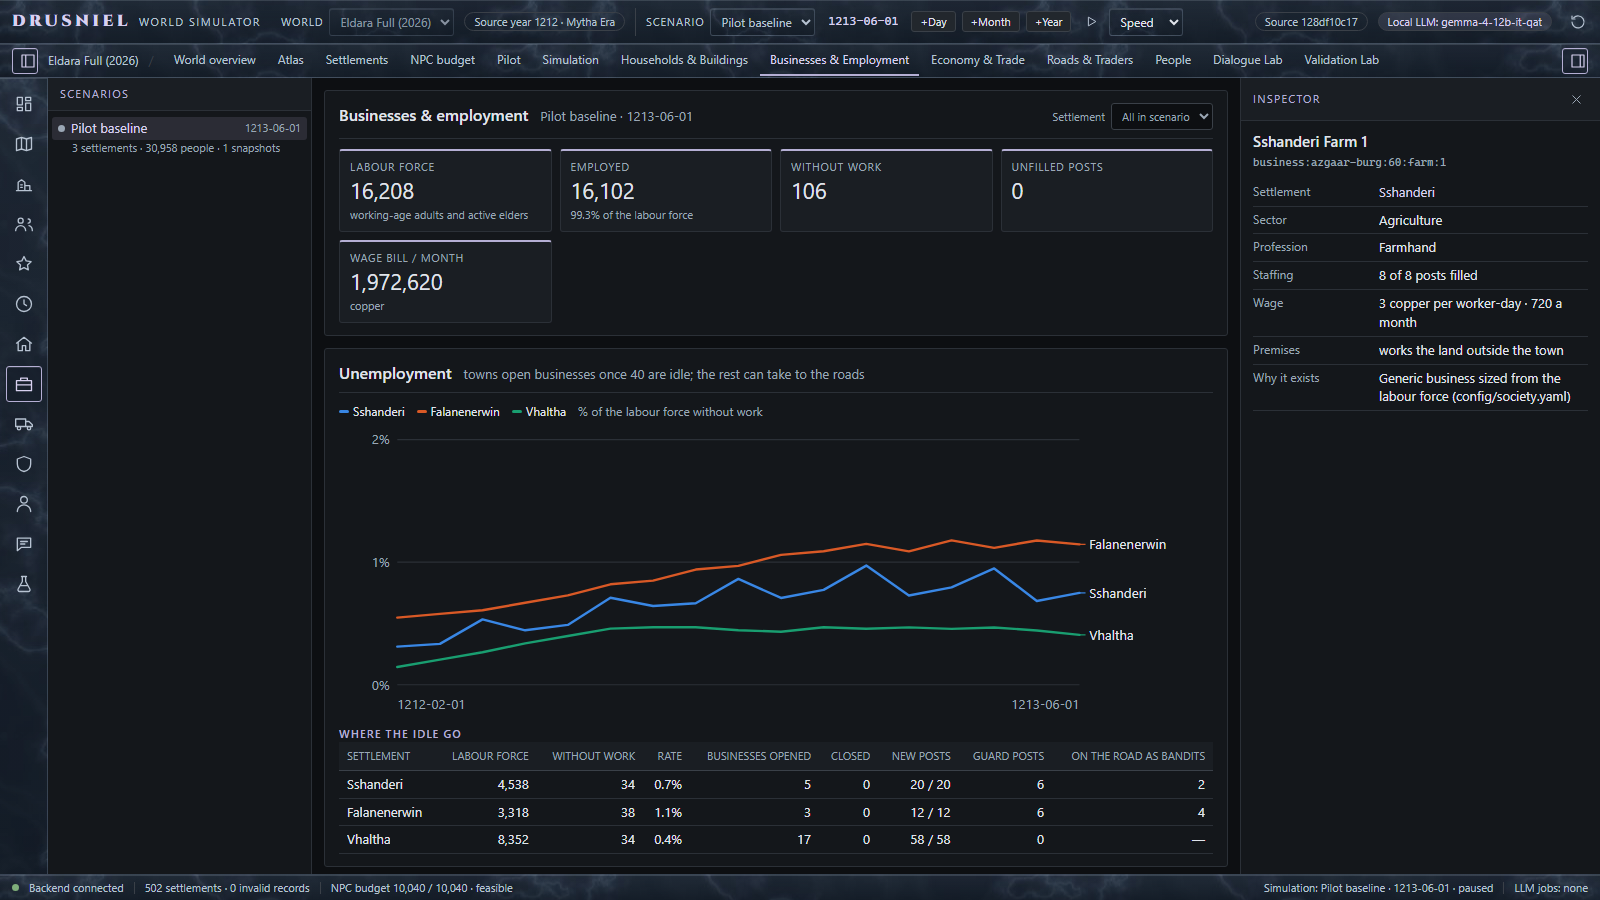 DRUSNIEL WORLD SIMULATOR WORLD Eldara Full (2026) Source year 1212 · Mytha Era SCENARIO Pilot baseline 1213-06-01 +Day +Month +Year Speed Source 128df10c17 Local LLM: gemma-4-12b-it-qat
Eldara Full (2026) / World overview Atlas Settlements NPC budget Pilot Simulation Households & Buildings Businesses & Employment Economy & Trade Roads & Traders People Dialogue Lab Validation Lab
SCENARIOS
Pilot baseline 1213-06-01
3 settlements · 30,958 people · 1 snapshots
Businesses & employment Pilot baseline · 1213-06-01 Settlement All in scenario
LABOUR FORCE
16,208
working-age adults and active elders
EMPLOYED
16,102
99.3% of the labour force
WITHOUT WORK
106
UNFILLED POSTS
0
WAGE BILL / MONTH
1,972,620
copper
Unemployment towns open businesses once 40 are idle; the rest can take to the roads
Sshanderi Falanenerwin Vhaltha % of the labour force without work
2%
1%
0%
Falanenerwin
Sshanderi
Vhaltha
1212-02-01 1213-06-01
WHERE THE IDLE GO
SETTLEMENT LABOUR FORCE WITHOUT WORK RATE BUSINESSES OPENED CLOSED NEW POSTS GUARD POSTS ON THE ROAD AS BANDITS
Sshanderi 4,538 34 0.7% 5 0 20 / 20 6 2
Falanenerwin 3,318 38 1.1% 3 0 12 / 12 6 4
Vhaltha 8,352 34 0.4% 17 0 58 / 58 0 —
INSPECTOR
Sshanderi Farm 1
business:azgaar-burg:60:farm:1
Settlement Sshanderi
Sector Agriculture
Profession Farmhand
Staffing 8 of 8 posts filled
Wage 3 copper per worker-day · 720 a
month
Premises works the land outside the town
Why it exists Generic business sized from the
labour force (config/society.yaml)
Backend connected 502 settlements · 0 invalid records NPC budget 10,040 / 10,040 · feasible Simulation: Pilot baseline · 1213-06-01 · paused LLM jobs: none